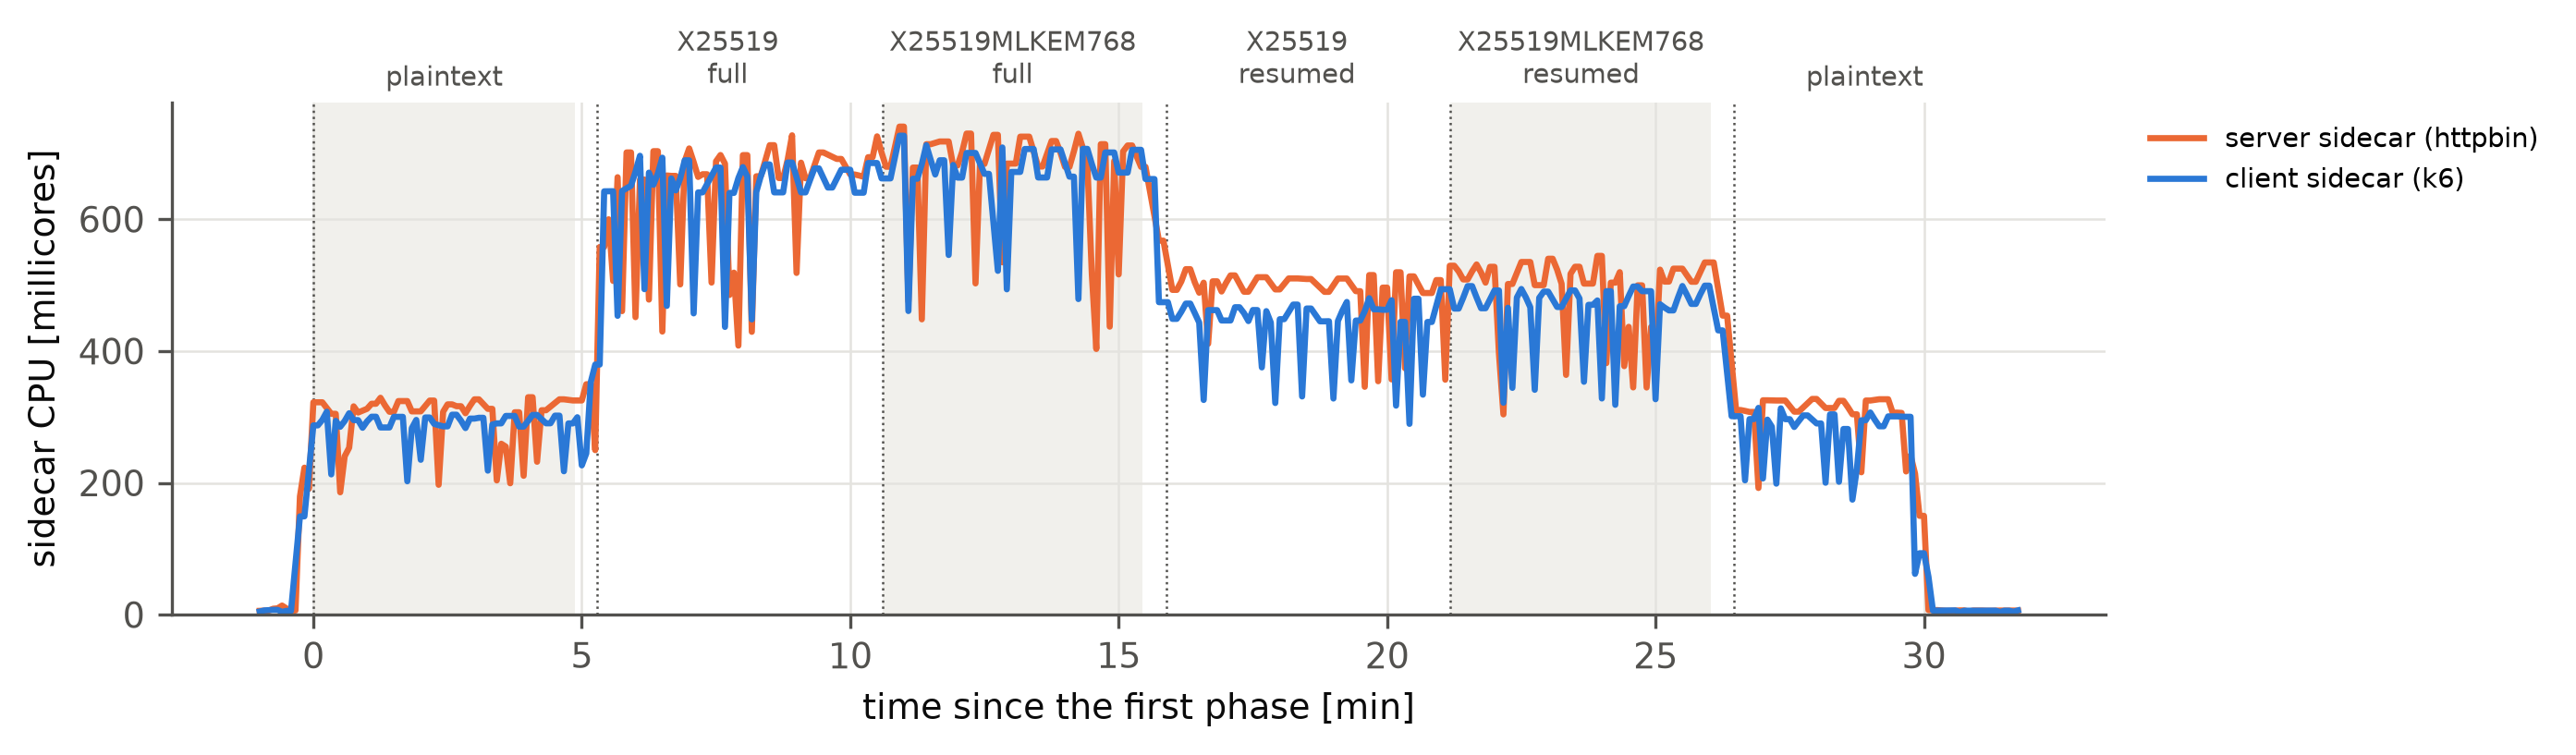 X25519
full
X25519MLKEM768
full
X25519
resumed
X25519MLKEM768
resumed
plaintext
plaintext
server sidecar (httpbin)
client sidecar (k6)
sidecar CPU [millicores]
600
400
200
0
0
5
10
15
20
25
30
time since the first phase [min]